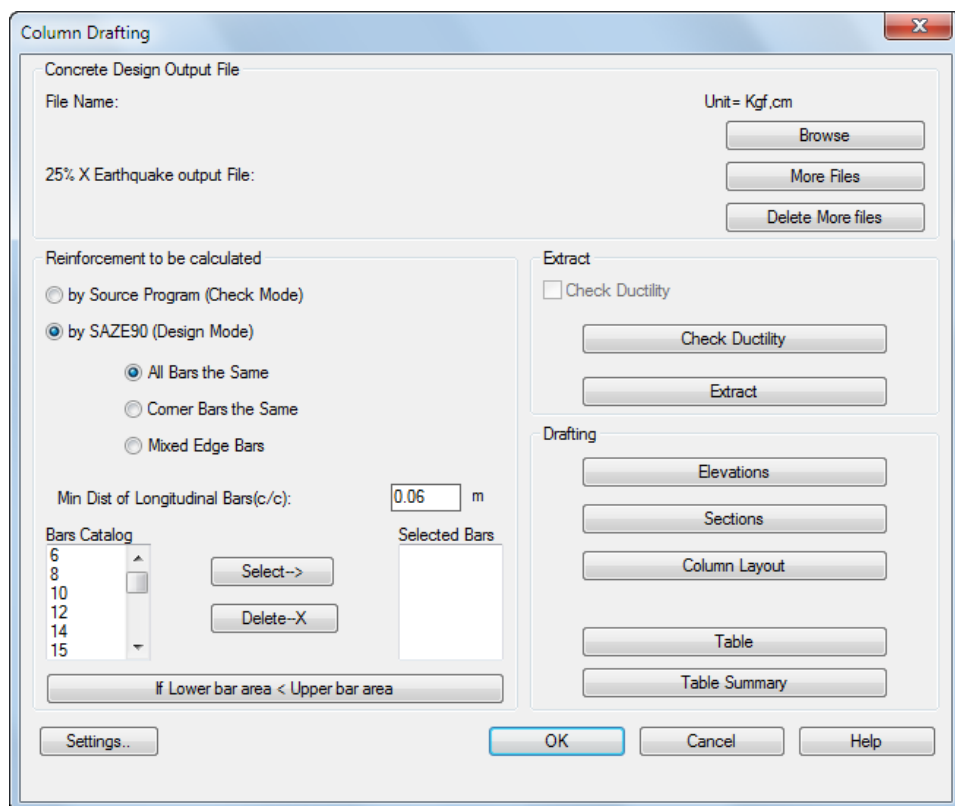 Column Drafting
X
Concrete Design Output File
File Name:
Unit= Kgf,cm
Browse
25% X Earthquake output File:
More Files
Delete More files
Reinforcement to be calculated
by Source Program (Check Mode)
by SAZE90 (Design Mode)
All Bars the Same
Corner Bars the Same
Mixed Edge Bars
Min Dist of Longitudinal Bars(c/c):
0.06
m
Bars Catalog
6
8
10
12
14
15
Select-->
Delete--X
Selected Bars
If Lower bar area < Upper bar area
Extract
Check Ductility
Check Ductility
Extract
Drafting
Elevations
Sections
Column Layout
Table
Table Summary
Settings..
OK
Cancel
Help